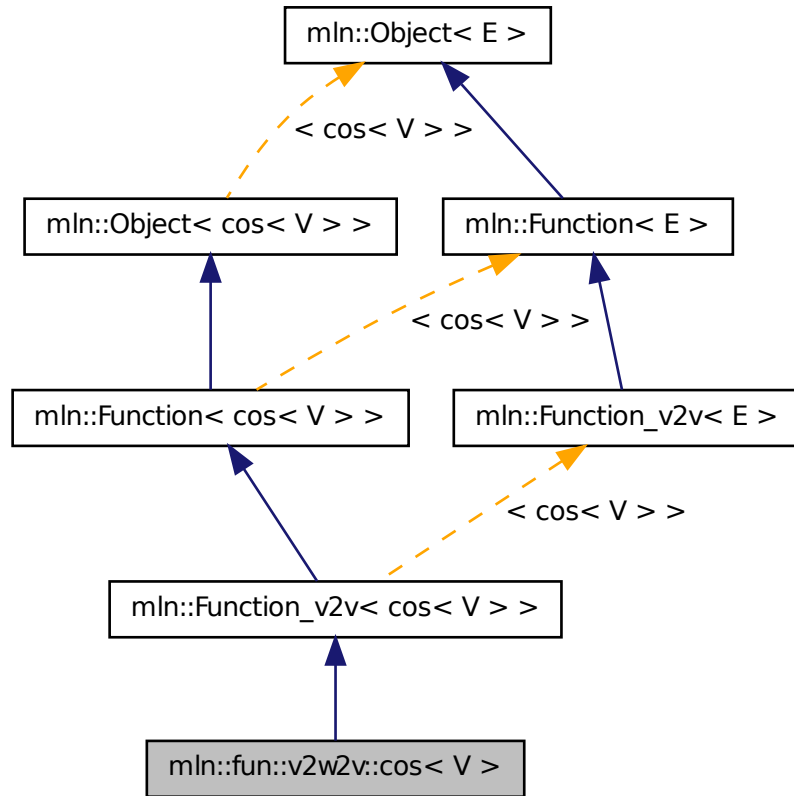 mln::Object< E >
< cos< V > >
mln::Object< cos< V > >
mln::Function< E >
< cos< V > >
mln::Function< cos< V > >
mln::Function_v2v< E >
< cos< V > >
mln::Function_v2v< cos< V > >
mln::fun::v2w2v::cos< V >